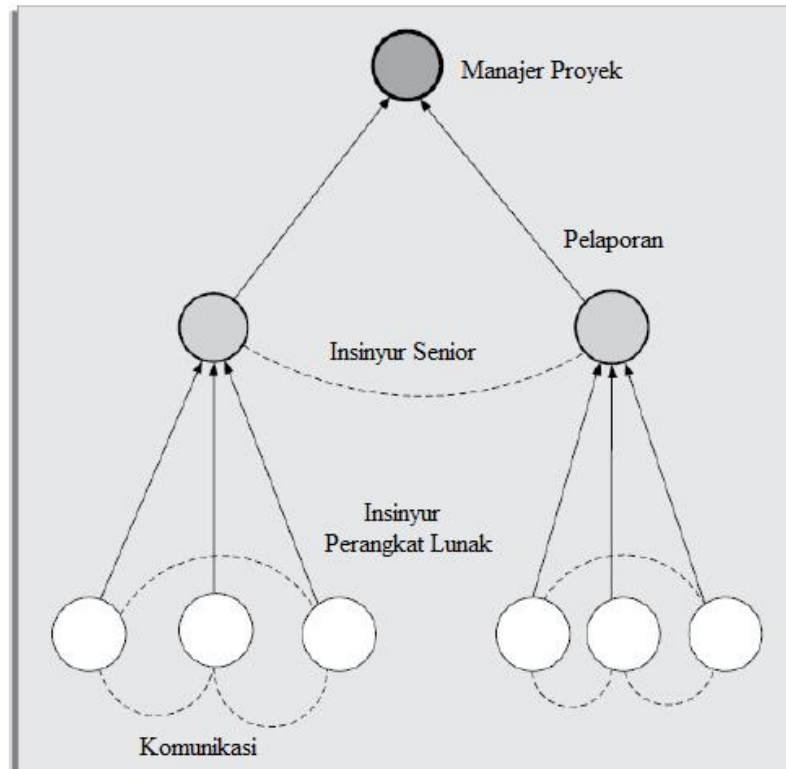 Manajer Proyek
Pelaporan
Insinyur Senior
Insinyur
Perangkat Lunak
Komunikasi